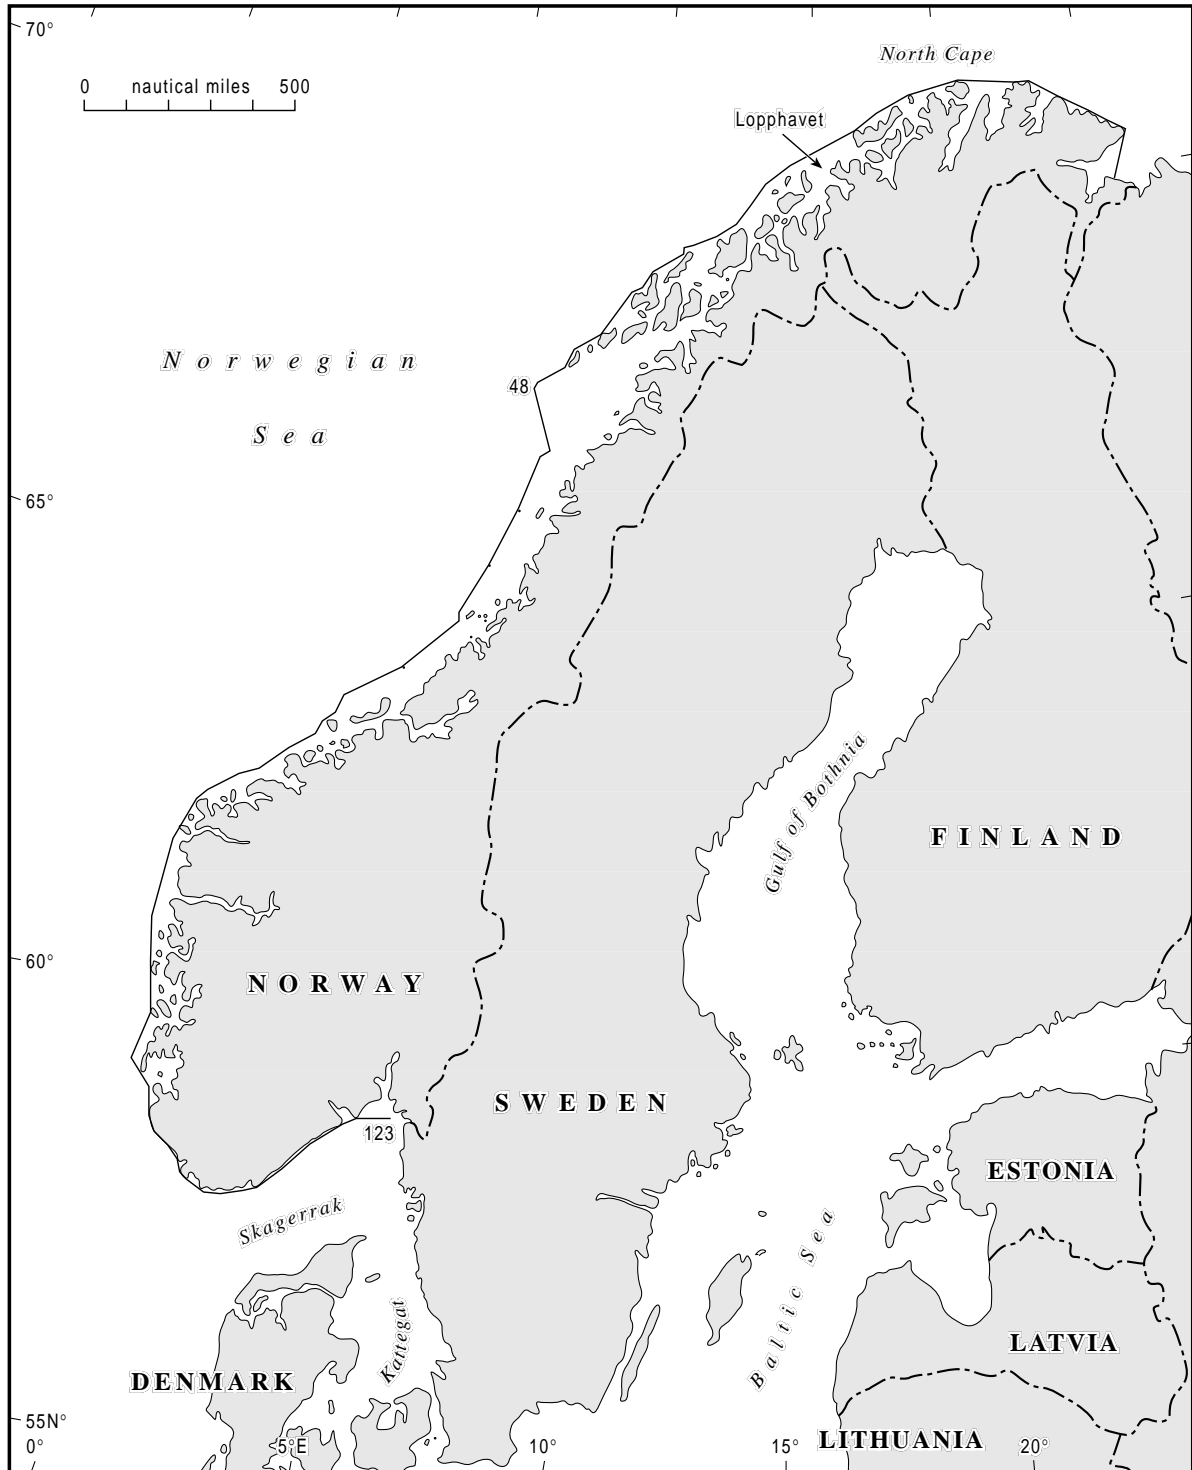 70°
North Cape
0 nautical miles 500
Lopphavet
Norwegian
48
Sea
65°
Gulf of Bothnia
FINLAND
60°
NORWAY
SWEDEN
123
ESTONIA
Skagerrak
Baltic Sea
Kattegat
LATVIA
DENMARK
55N°
LITHUANIA
0° 5°E 10° 15° 20°